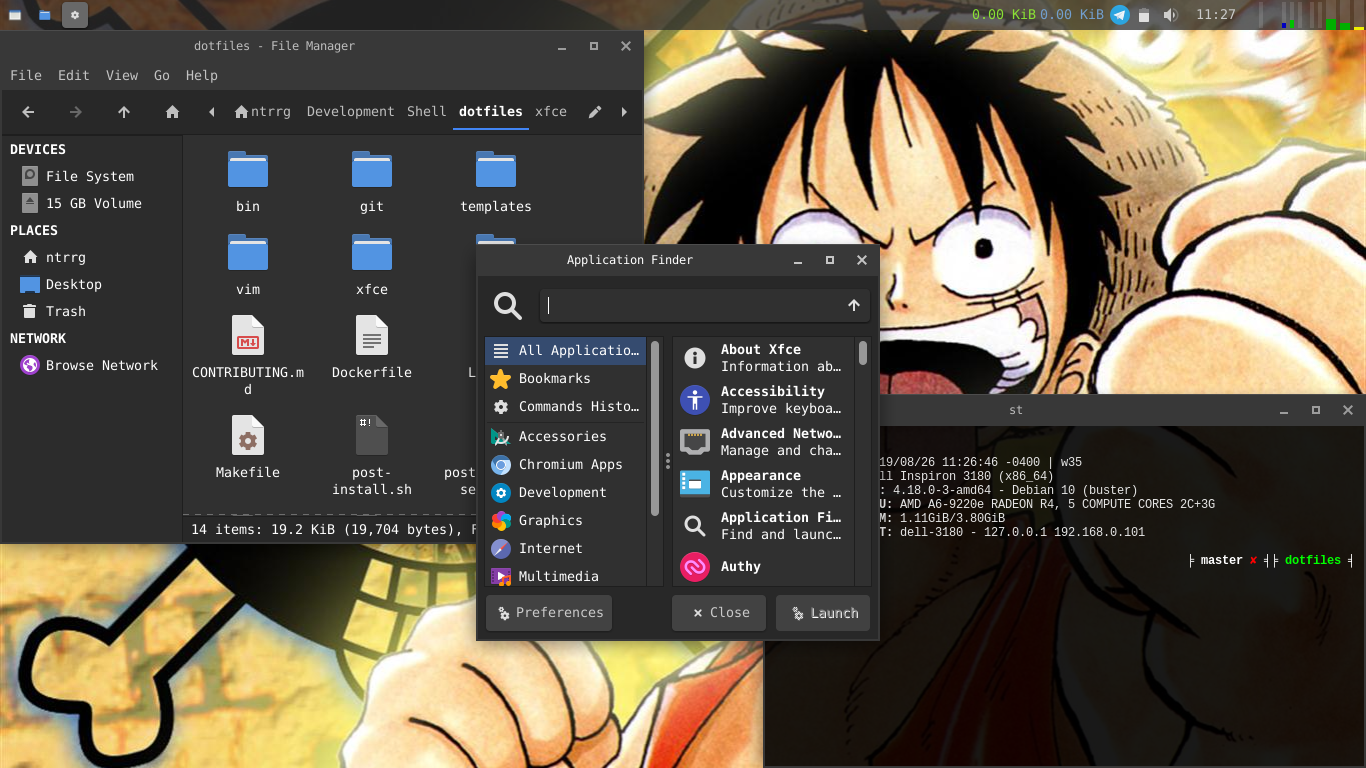 0.00 KiB 0.00 KiB 11:27
dotfiles - File Manager
File Edit View Go Help
ntrrg Development Shell dotfiles xfce
DEVICES
File System
15 GB Volume
PLACES
ntrrg
Desktop
Trash
NETWORK
Browse Network
bin git templates
vim xfce
CONTRIBUTING.m
d
Dockerfile
L
Makefile
post-
install.sh
post
se
14 items: 19.2 KiB (19,704 bytes), F
Application Finder
All Applicatio…
Bookmarks
Commands Histo…
Accessories
Chromium Apps
Development
Graphics
Internet
Multimedia
About Xfce
Information ab…
Accessibility
Improve keyboa…
Advanced Netwo…
Manage and cha…
Appearance
Customize the …
Application Fi…
Find and launc…
Authy
Preferences
Close
Launch
st
19/08/26 11:26:46 -0400 | w35
ll Inspiron 3180 (x86_64)
: 4.18.0-3-amd64 - Debian 10 (buster)
U: AMD A6-9220e RADEON R4, 5 COMPUTE CORES 2C+3G
M: 1.11GiB/3.80GiB
T: dell-3180 - 127.0.0.1 192.168.0.101
╞ master ✘ ╡╞ dotfiles ╡